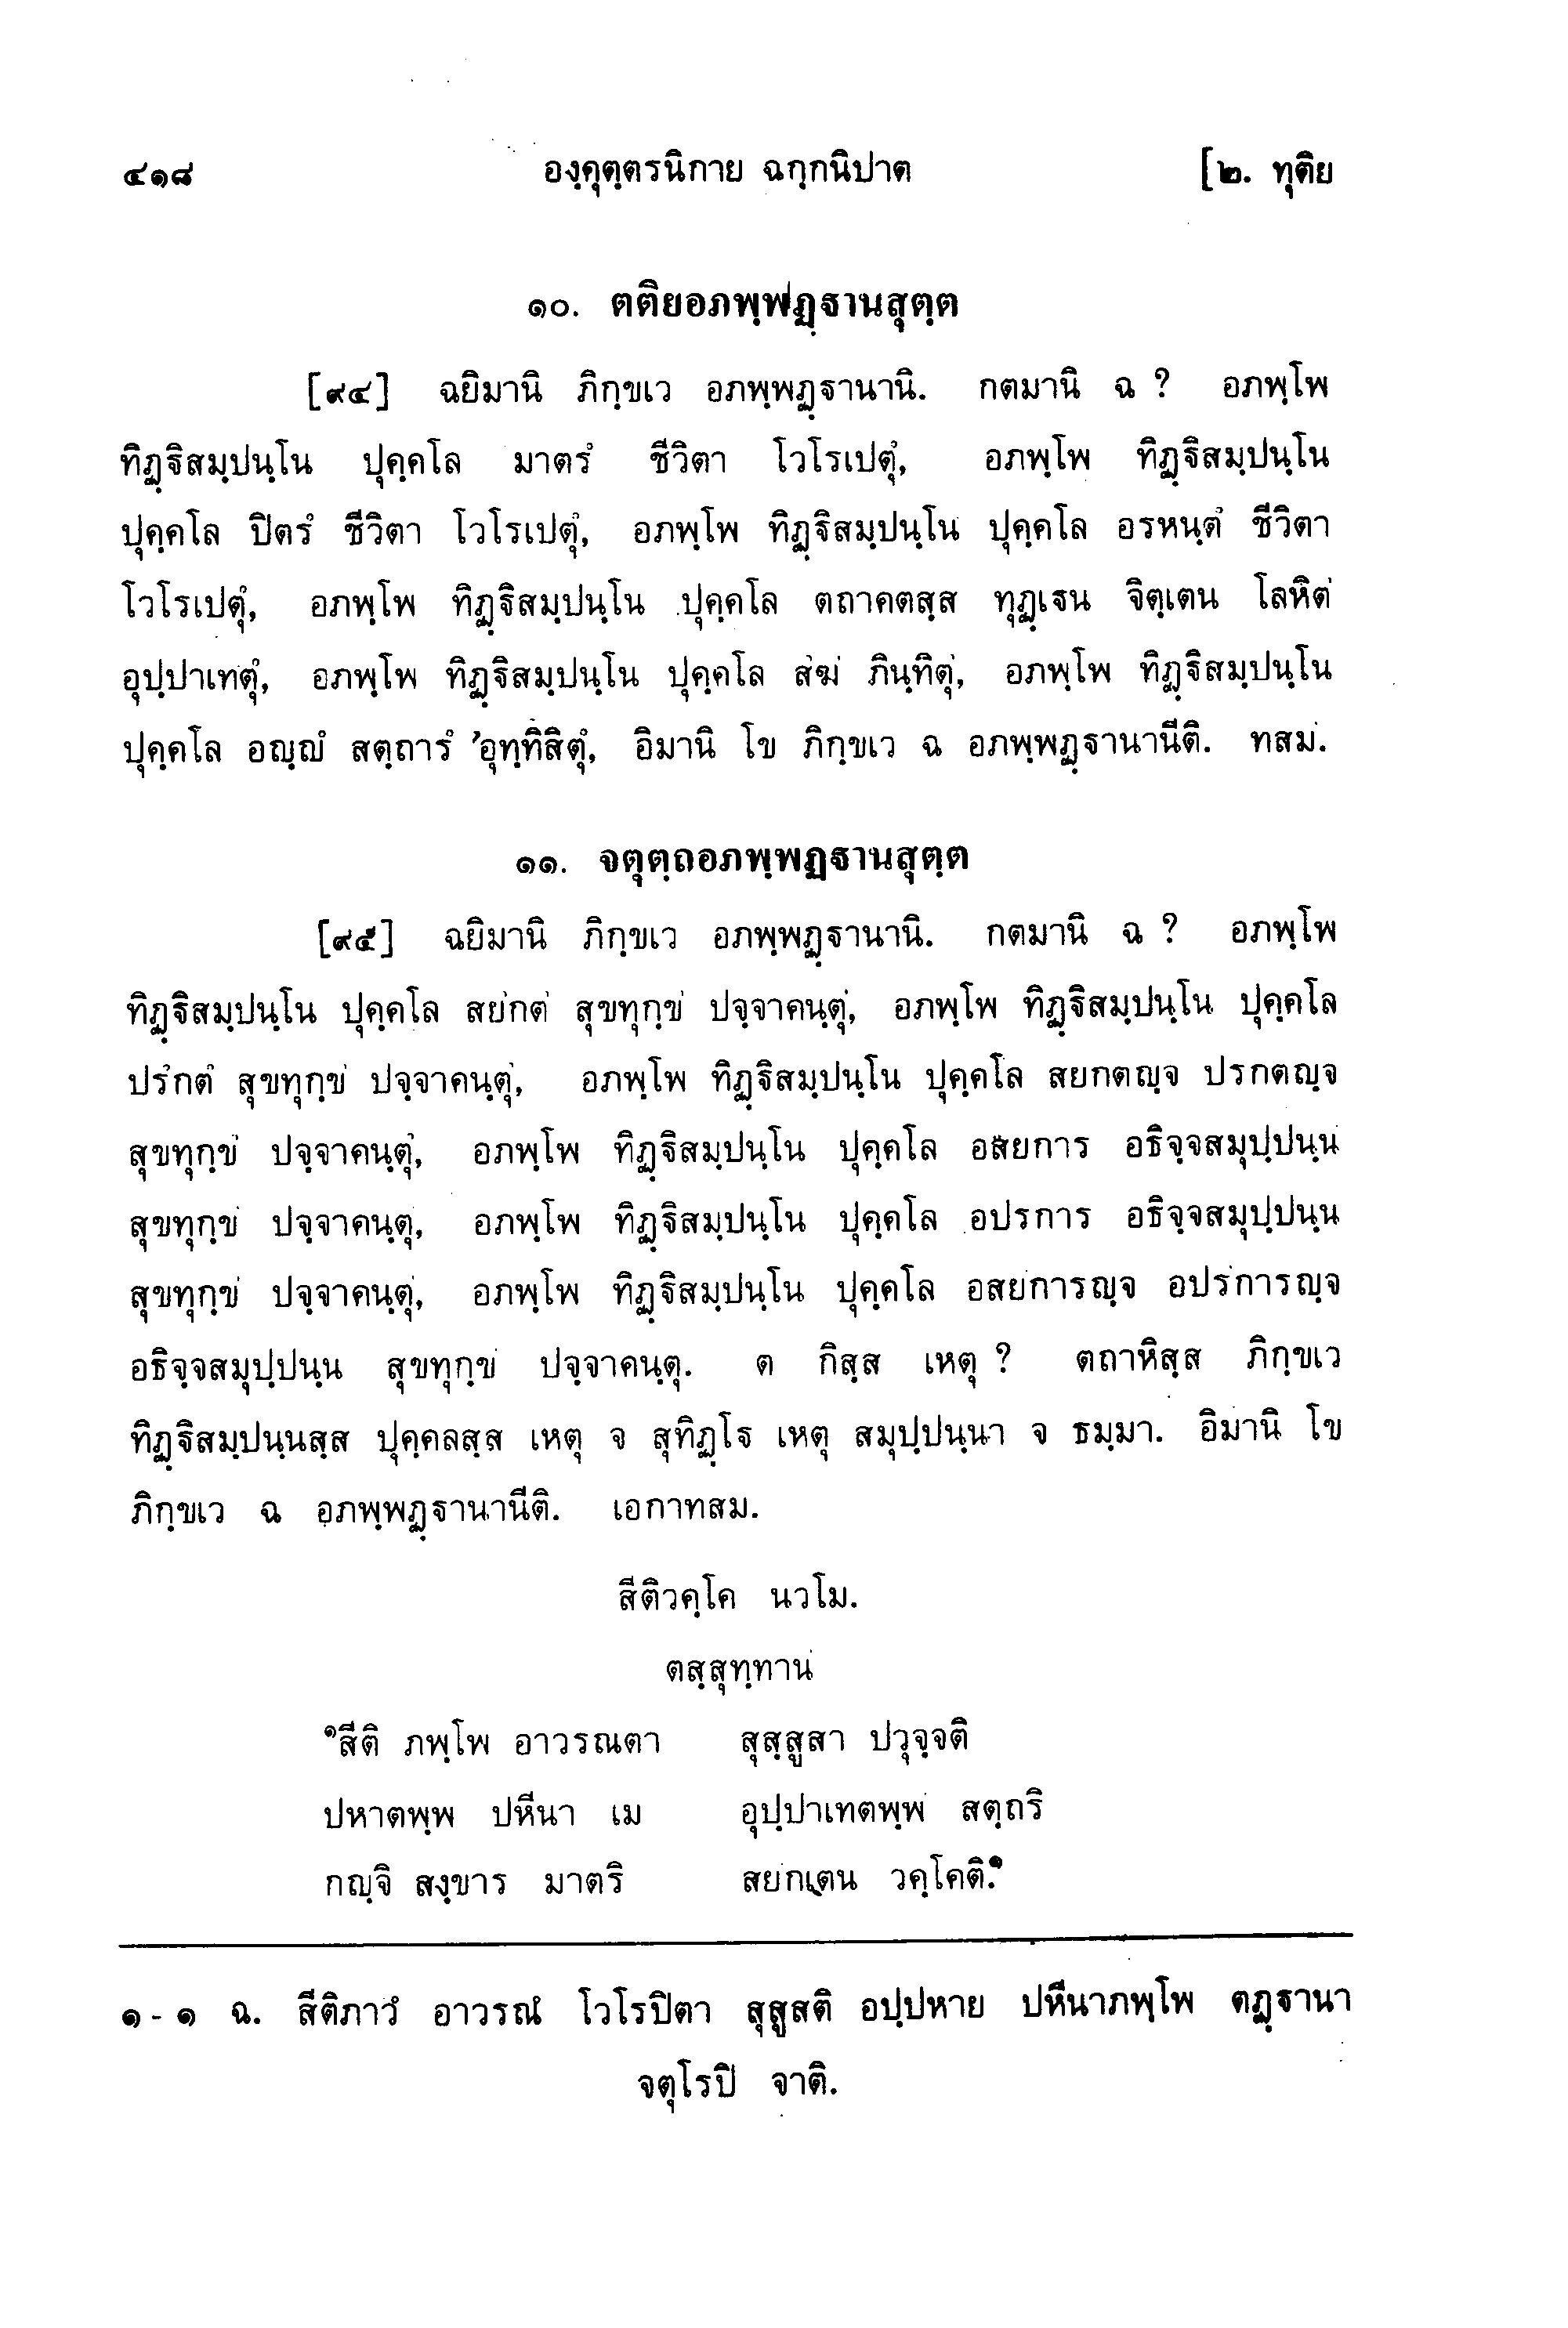 ๔๑๘ องฺคุตฺตรนิกาย ฉกฺกนิปาต [๒. ทุติย
๑๐. ตติยอภพฺพฏฺฐานสุตฺต
[๙๔] ฉยิมานิ ภิกฺขเว อภพฺพฏฺฐานานิ. กตมานิ ฉ ? อภพฺโพ
ทิฏฺฐิสมฺปนฺโน ปุคฺคโล มาตรํ ชีวิตา โวโรเปตุํ, อภพฺโพ ทิฏฺฐิสมฺปนฺโน
ปุคฺคโล ปิตรํ ชีวิตา โวโรเปตุํ, อภพฺโพ ทิฏฺฐิสมฺปนฺโน ปุคฺคโล อรหนฺตํ ชีวิตา
โวโรเปตุํ, อภพฺโพ ทิฏฺฐิสมฺปนฺโน ปุคฺคโล ตถาคตสฺส ทุฏฺเฐน จิตฺเตน โลหิตํ
อุปฺปาเทตุํ, อภพฺโพ ทิฏฺฐิสมฺปนฺโน ปุคฺคโล สํฆํ ภินฺทิตุํ, อภพฺโพ ทิฏฺฐิสมฺปนฺโน
ปุคฺคโล อญฺญํ สตฺถารํ อุทฺทิสิตุํ, อิมานิ โข ภิกฺขเว ฉ อภพฺพฏฺฐานานีติ. ทสมํ.
๑๑. จตุตฺถอภพฺพฏฺฐานสุตฺต
[๙๕] ฉยิมานิ ภิกฺขเว อภพฺพฏฺฐานานิ. กตมานิ ฉ ? อภพฺโพ
ทิฏฺฐิสมฺปนฺโน ปุคฺคโล สยํกตํ สุขทุกฺขํ ปจฺจาคนฺตุํ, อภพฺโพ ทิฏฺฐิสมฺปนฺโน ปุคฺคโล
ปรํกตํ สุขทุกฺขํ ปจฺจาคนฺตุํ, อภพฺโพ ทิฏฺฐิสมฺปนฺโน ปุคฺคโล สยกตญฺจ ปรกตญฺจ
สุขทุกฺขํ ปจฺจาคนฺตุํ, อภพฺโพ ทิฏฺฐิสมฺปนฺโน ปุคฺคโล อสยการ อธิจฺจสมุปฺปนฺนํ
สุขทุกฺขํ ปจฺจาคนฺตุ, อภพฺโพ ทิฏฺฐิสมฺปนฺโน ปุคฺคโล อปรการ อธิจฺจสมุปฺปนฺน
สุขทุกฺขํ ปจฺจาคนฺตุํ, อภพฺโพ ทิฏฺฐิสมฺปนฺโน ปุคฺคโล อสยํการญฺจ อปรํการญฺจ
อธิจฺจสมุปฺปนฺน สุขทุกฺขํ ปจฺจาคนฺตุ. ต กิสฺส เหตุ ? ตถาหิสฺส ภิกฺขเว
ทิฏฺฐิสมฺปนฺนสฺส ปุคฺคลสฺส เหตุ จ สุทิฏฺโฐ เหตุ สมุปฺปนฺนา จ ธมฺมา. อิมานิ โข
ภิกฺขเว ฉ อภพฺพฏฺฐานานีติ. เอกาทสม.
สีติวคฺโค นวโม.
ตสฺสุทฺทานํ
๑สีติ ภพฺโพ อาวรณตา สุสฺสูสา ปวุจฺจติ
ปหาตพฺพ ปหีนา เม อุปฺปาเทตพฺพํ สตฺถริ
กญฺจิ สงฺขาร มาตริ สยํกเตน วคฺโคติ.๑
๑-๑ ฉ. สีติภาวํ อาวรณํ โวโรปิตา สุสูสติ อปฺปหาย ปหีนาภพฺโพ ตฏฺฐานา
จตุโรปิ จาติ.